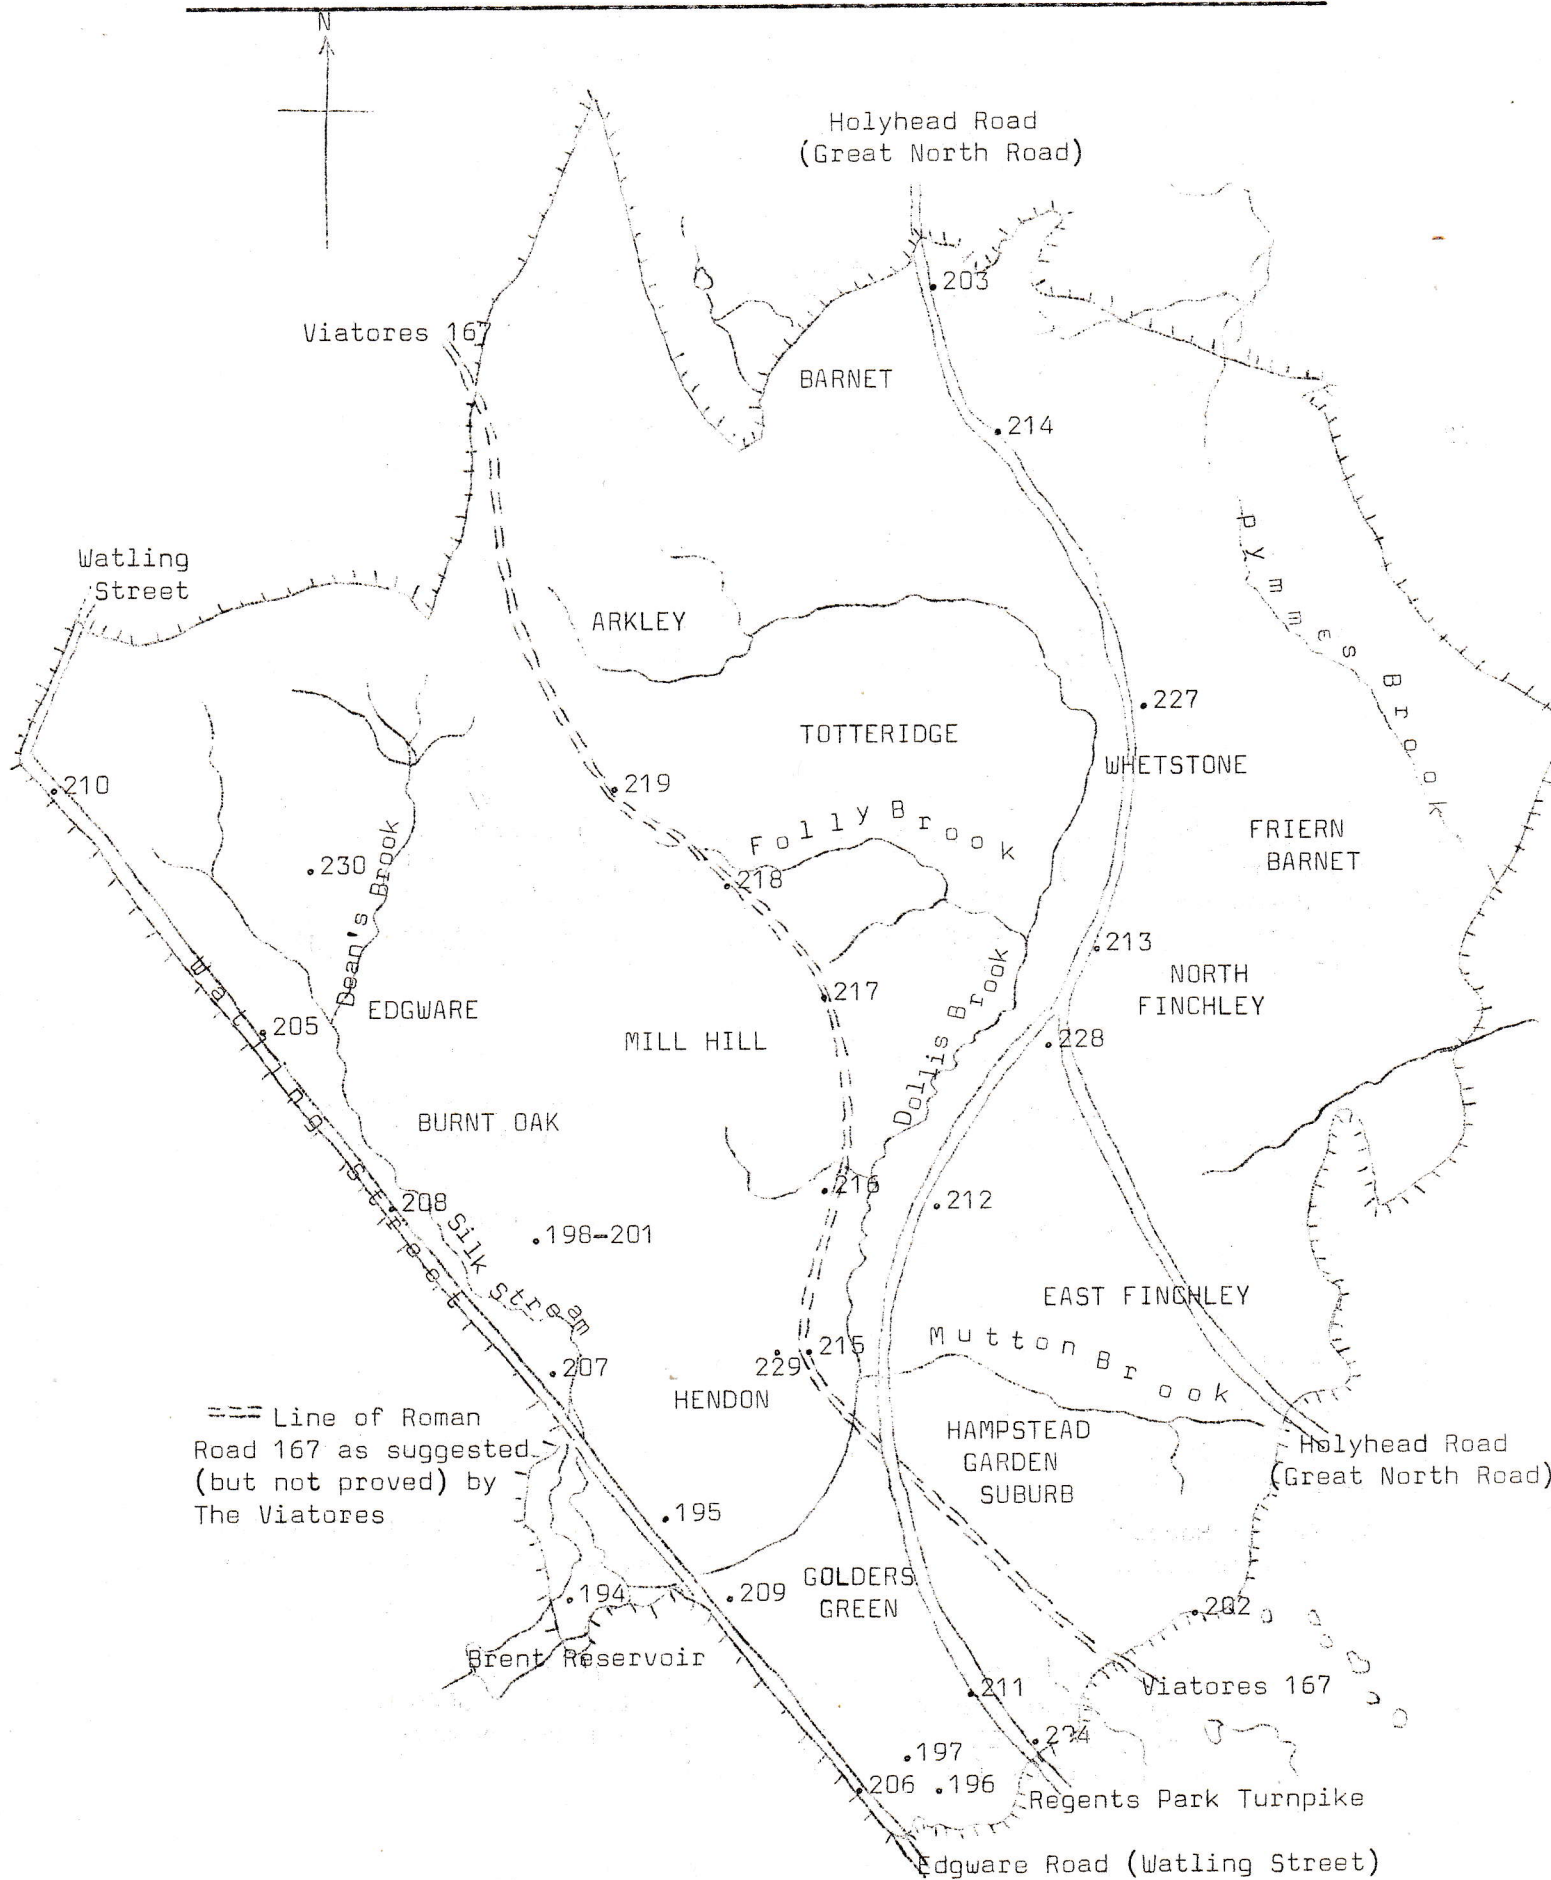 N
Holyhead Road
(Great North Road)
203
Viatores 167
BARNET
214
Watling
Street
Pymmes Brook
ARKLEY
227
TOTTERIDGE
WHETSTONE
210
219
Folly Brook
FRIERN
BARNET
230
Dean's Brook
218
213
NORTH
FINCHLEY
217
Dollis Brook
Watling Street
205
EDGWARE
MILL HILL
228
BURNT OAK
216
212
208
Silk Stream
198-201
EAST FINCHLEY
Mutton Brook
215
229
207
HENDON
=== Line of Roman
Road 167 as suggested
(but not proved) by
The Viatores
HAMPSTEAD
GARDEN
SUBURB
Holyhead Road
(Great North Road)
195
194
209
GOLDERS
GREEN
202
Brent Reservoir
211
Viatores 167
197
206
196
Regents Park Turnpike
Edgware Road (Watling Street)